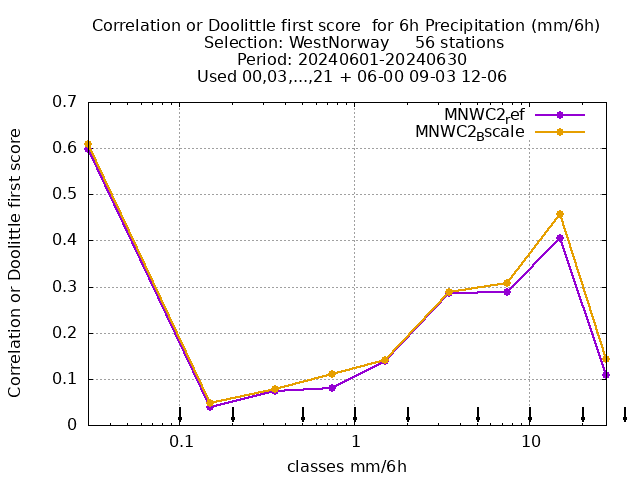 Correlation or Doolittle first score  for 6h Precipitation (mm/6h)
Selection: WestNorway     56 stations
Period: 20240601-20240630
Used 00,03,...,21 + 06-00 09-03 12-06
MNWC2ref
MNWC2Bscale
Correlation or Doolittle first score
0.7
0.6
0.5
0.4
0.3
0.2
0.1
0
0.1
1
10
classes mm/6h